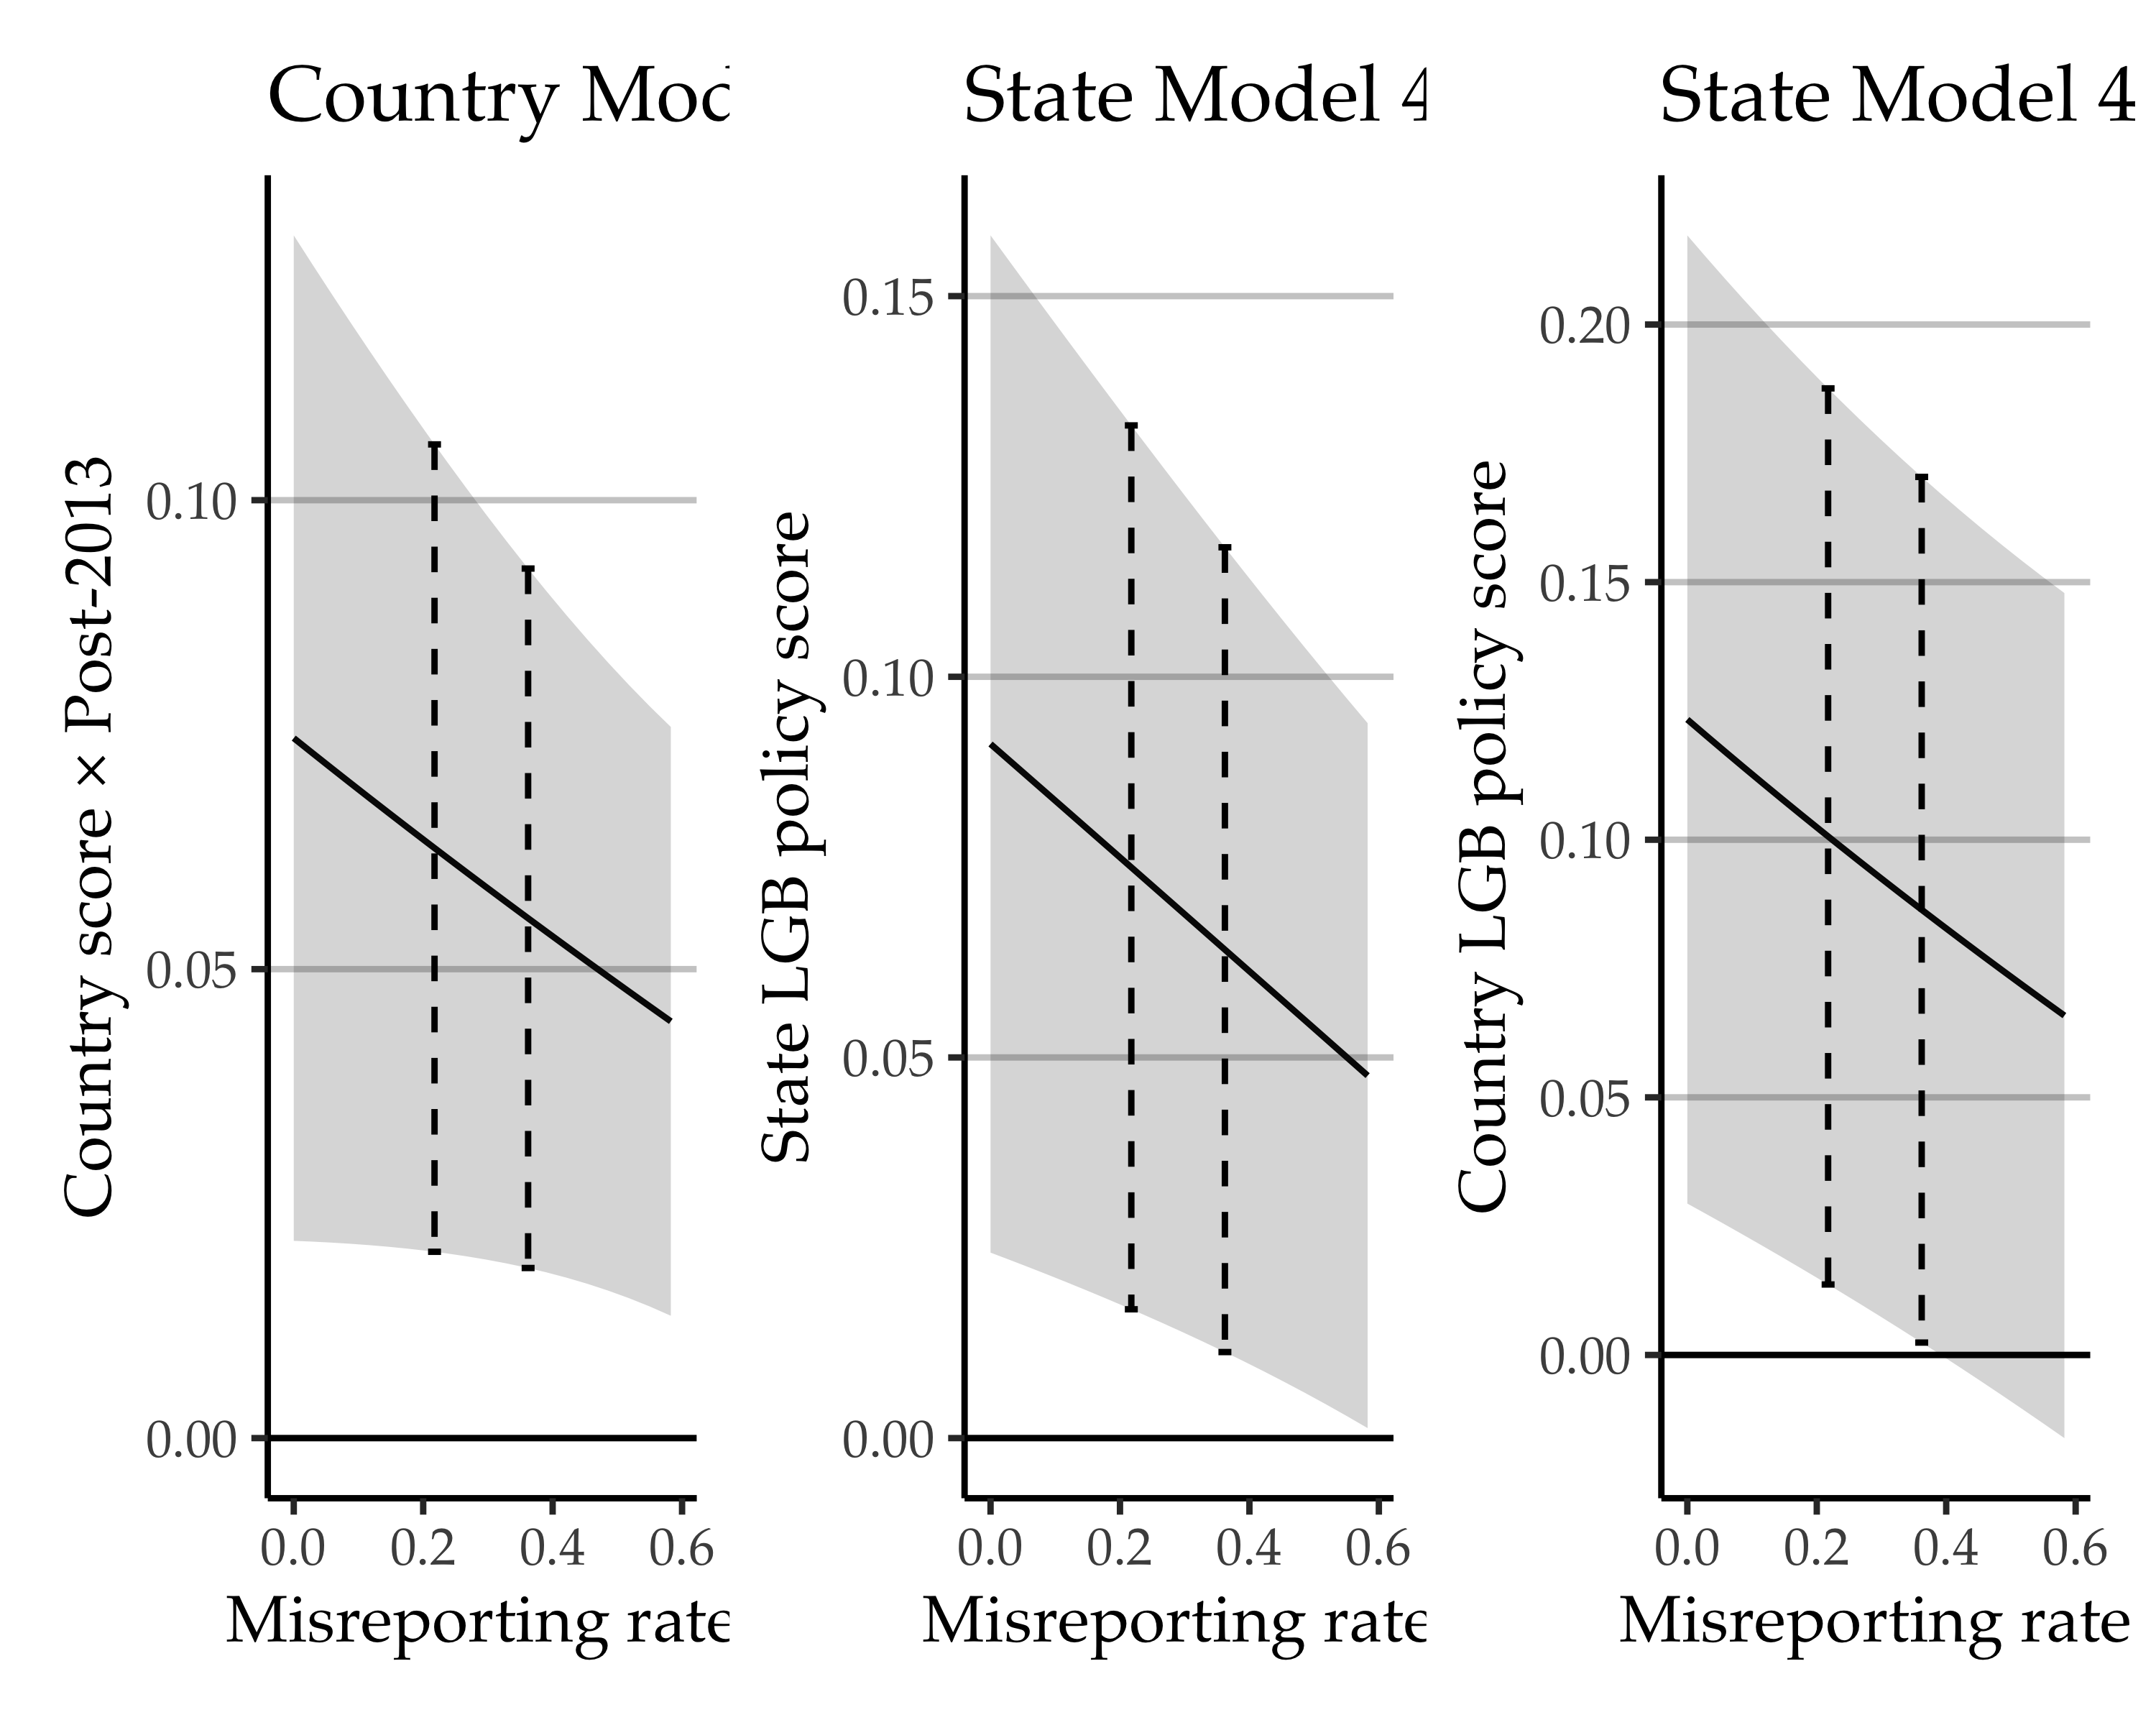 Country Mod
Country score × Post-2013
0.10
0.05
0.00
0.0 0.2 0.4 0.6
Misreporting rate
State Model 4
State LGB policy score
0.15
0.10
0.05
0.00
0.0 0.2 0.4 0.6
Misreporting rate
State Model 4
Country LGB policy score
0.20
0.15
0.10
0.05
0.00
0.0 0.2 0.4 0.6
Misreporting rate